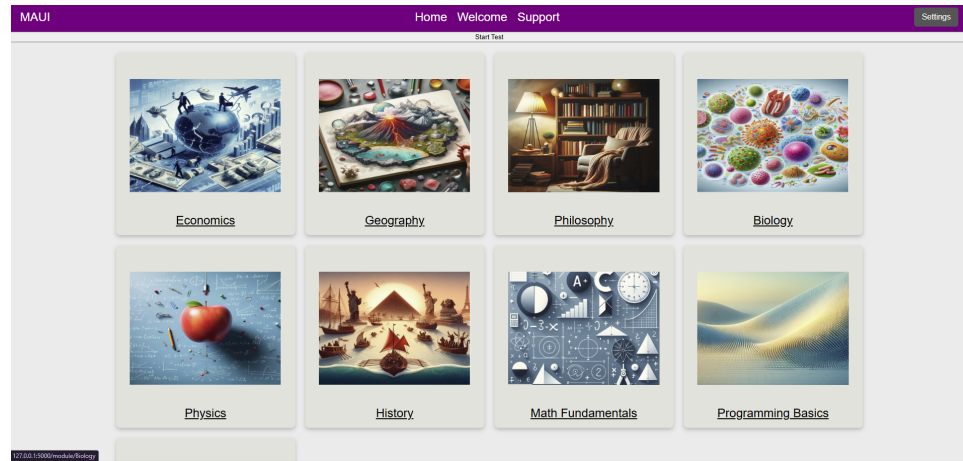 MAUI Home Welcome Support Settings
Start Test
Economics Geography Philosophy Biology
Physics History Math Fundamentals Programming Basics
127.0.0.1:5000/module/Biology